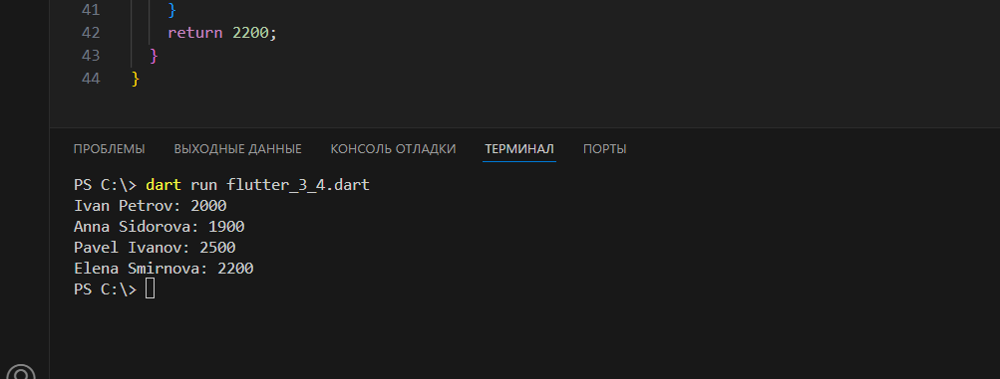 41 }
42 return 2200;
43 }
44 }
ПРОБЛЕМЫ ВЫХОДНЫЕ ДАННЫЕ КОНСОЛЬ ОТЛАДКИ ТЕРМИНАЛ ПОРТЫ
PS C:\> dart run flutter_3_4.dart
Ivan Petrov: 2000
Anna Sidorova: 1900
Pavel Ivanov: 2500
Elena Smirnova: 2200
PS C:\>